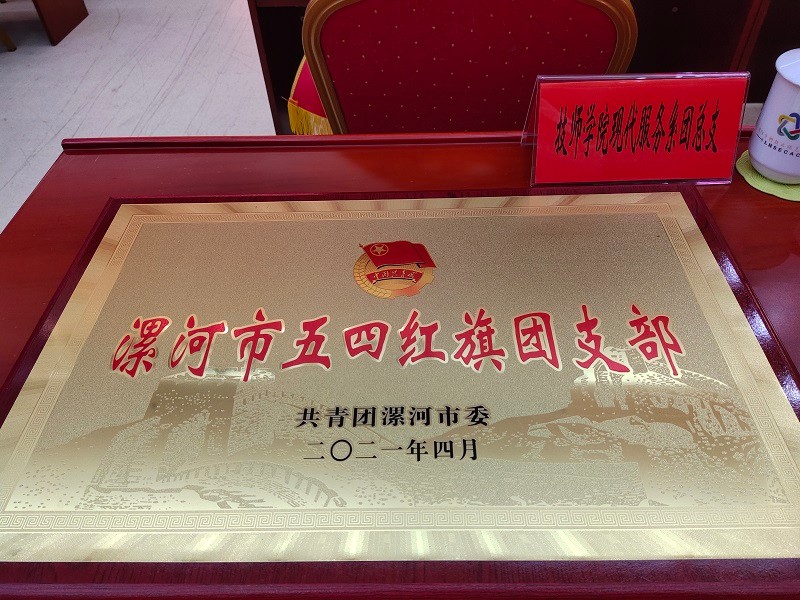 技师学院现代服务集团总支
漯河市五四红旗团支部
共青团漯河市委
二〇二一年四月